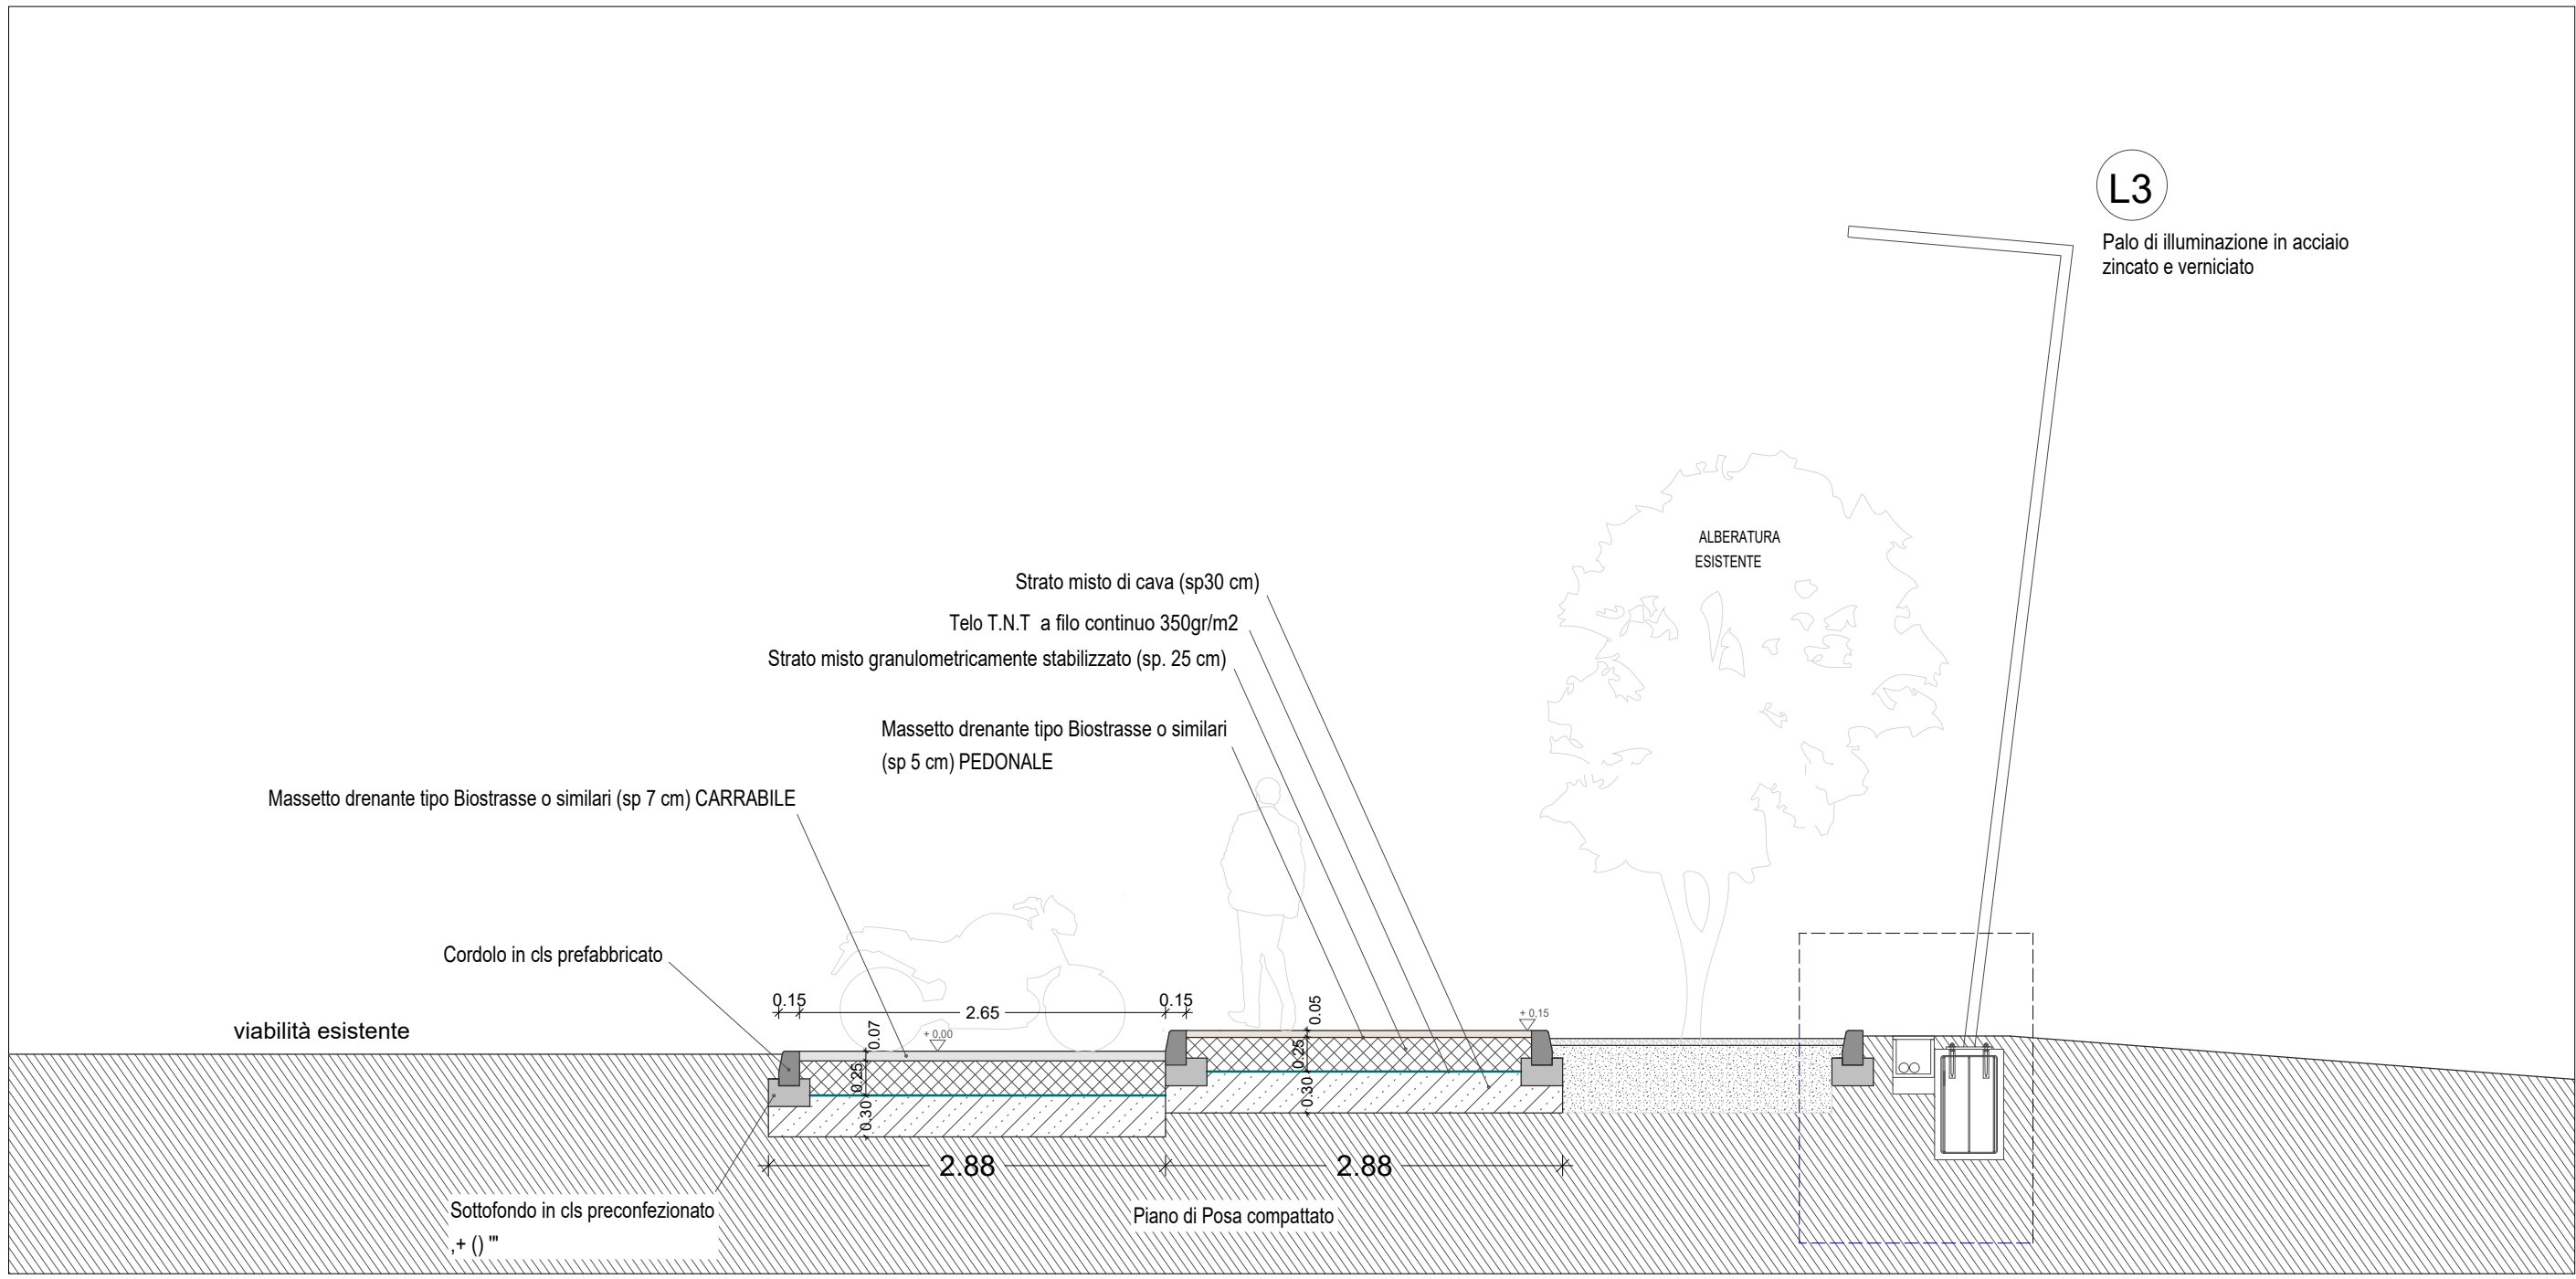 L3
Palo di illuminazione in acciaio
zincato e verniciato
ALBERATURA
ESISTENTE
Strato misto di cava (sp30 cm)
Telo T.N.T  a filo continuo 350gr/m2
Strato misto granulometricamente stabilizzato (sp. 25 cm)
Massetto drenante tipo Biostrasse o similari
(sp 5 cm) PEDONALE
Massetto drenante tipo Biostrasse o similari (sp 7 cm) CARRABILE
Cordolo in cls prefabbricato
viabilità esistente
0.15
2.65
0.15
0.07
+ 0,00
0.25
0.30
0.05
+ 0,15
0.25
0.30
2.88
2.88
Sottofondo in cls preconfezionato
,+ () '"
Piano di Posa compattato